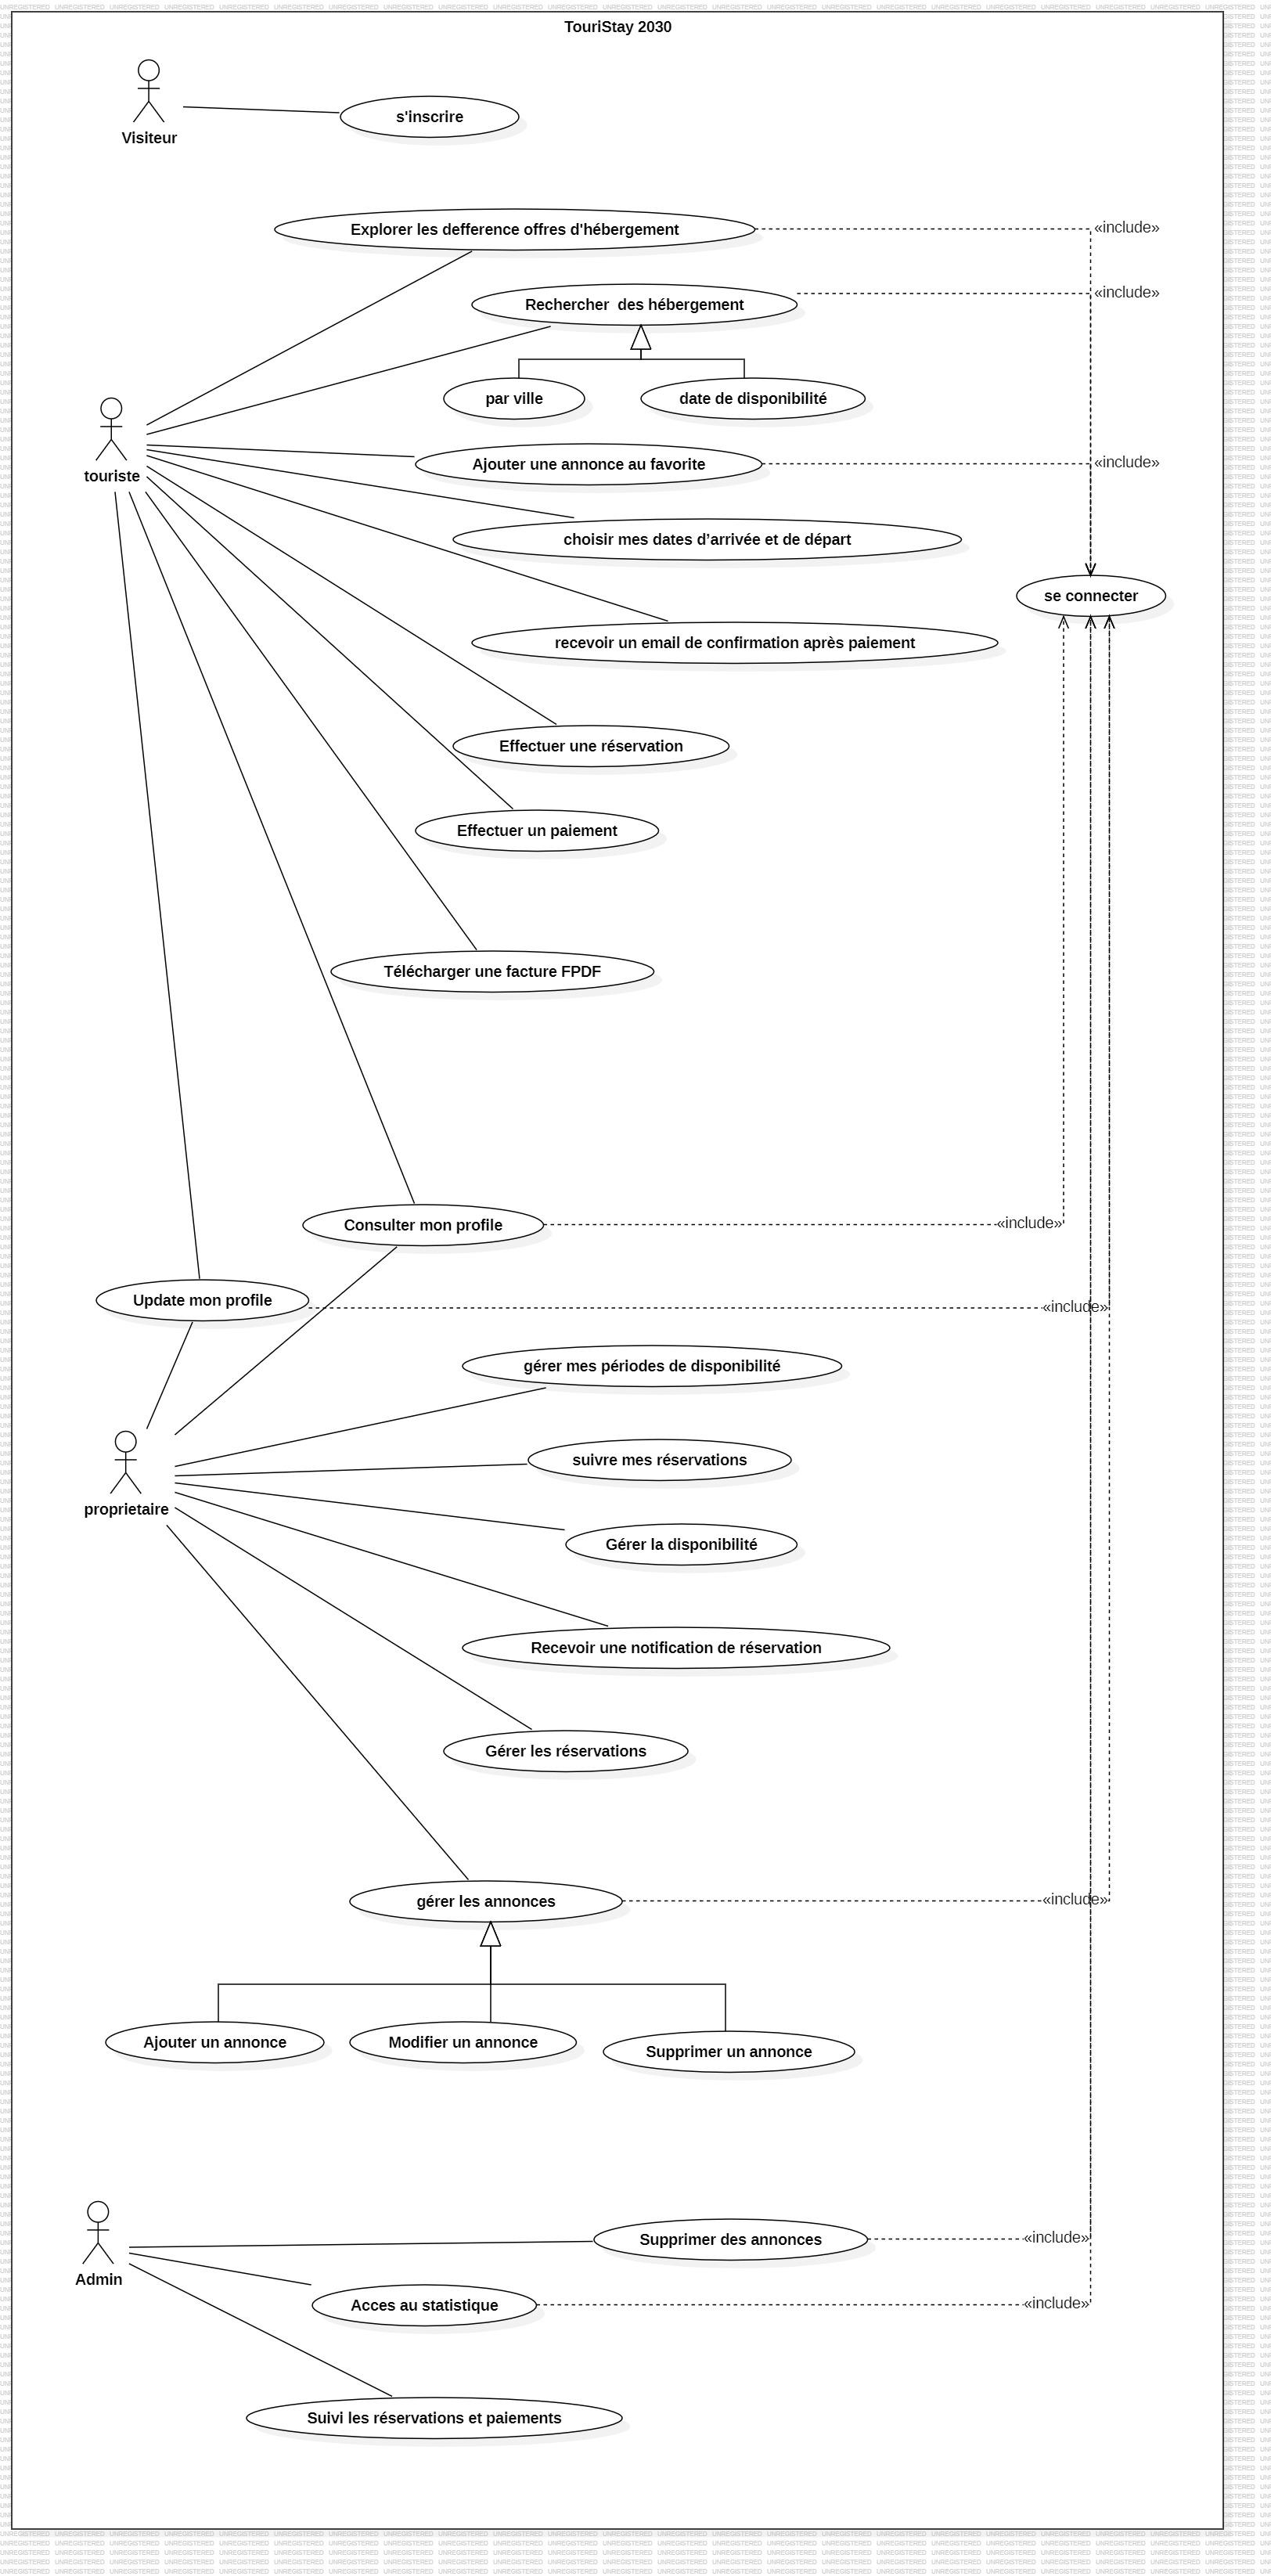 TouriStay 2030
Visiteur
s'inscrire
Explorer les defference offres d'hébergement
«include»
Rechercher  des hébergement
«include»
par ville
date de disponibilité
touriste
Ajouter une annonce au favorite
«include»
choisir mes dates d’arrivée et de départ
se connecter
recevoir un email de confirmation après paiement
Effectuer une réservation
Effectuer un paiement
Télécharger une facture FPDF
Consulter mon profile
«include»
Update mon profile
«include»
gérer mes périodes de disponibilité
suivre mes réservations
proprietaire
Gérer la disponibilité
Recevoir une notification de réservation
Gérer les réservations
gérer les annonces
«include»
Ajouter un annonce
Modifier un annonce
Supprimer un annonce
Supprimer des annonces
«include»
Admin
Acces au statistique
«include»
Suivi les réservations et paiements
UNREGISTERED